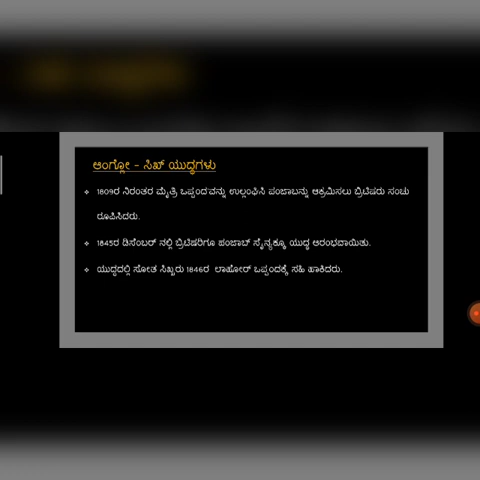 ಆಂಗ್ಲೋ – ಸಿಖ್ ಯುದ್ಧಗಳು
❖ 1809ರ ನಿರಂತರ ಮೈತ್ರಿ ಒಪ್ಪಂದವನ್ನು ಉಲ್ಲಂಘಿಸಿ ಪಂಜಾಬನ್ನು ಆಕ್ರಮಿಸಲು ಬ್ರಿಟಿಷರು ಸಂಚು
ರೂಪಿಸಿದರು.
❖ 1845ರ ಡಿಸೆಂಬರ್ ನಲ್ಲಿ ಬ್ರಿಟಿಷರಿಗೂ ಪಂಜಾಬ್ ಸೈನ್ಯಕ್ಕೂ ಯುದ್ಧ ಆರಂಭವಾಯಿತು.
❖ ಯುದ್ಧದಲ್ಲಿ ಸೋತ ಸಿಖ್ಖರು 1846ರ ಲಾಹೋರ್ ಒಪ್ಪಂದಕ್ಕೆ ಸಹಿ ಹಾಕಿದರು.